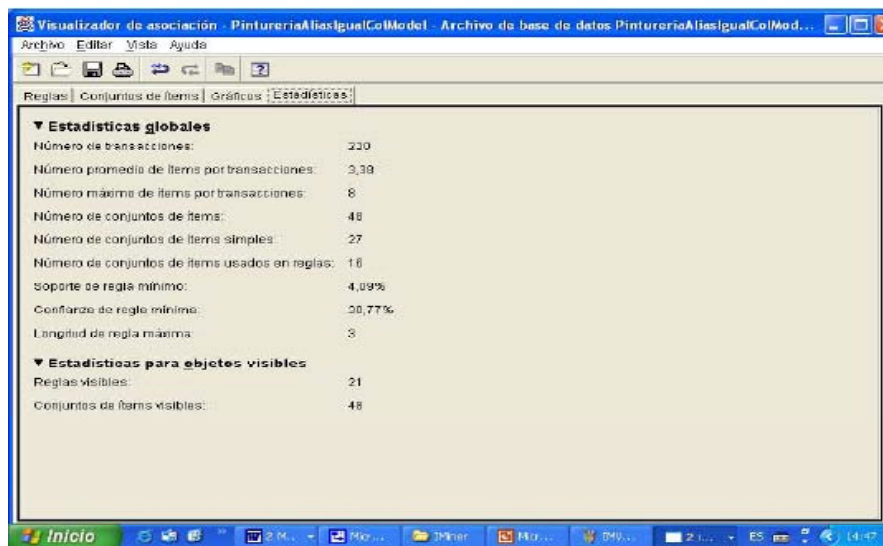 Visualizador de asociación - PintureriaAliasIgualColModel - Archivo de base de datos PintureriaAliasIgualColMod...
Archivo Editar Vista Ayuda
Reglas Conjuntos de ítems Gráficos Estadísticas
▼ Estadísticas globales
Número de transacciones: 220
Número promedio de ítems por transacciones:
Número máximo de ítems por transacciones: 8
Número de conjuntos de ítems: 48
Número de conjuntos de ítems simples: 27
Número de conjuntos de ítems usados en reglas: 16
Soporte de regla mínimo: 4,09%
Confianza de regla mínima:
Longitud de regla máxima: 3
▼ Estadísticas para objetos visibles
Reglas visibles: 21
Conjuntos de ítems visibles: 48
Inicio 2 M... Micr... IMiner ES 14:47